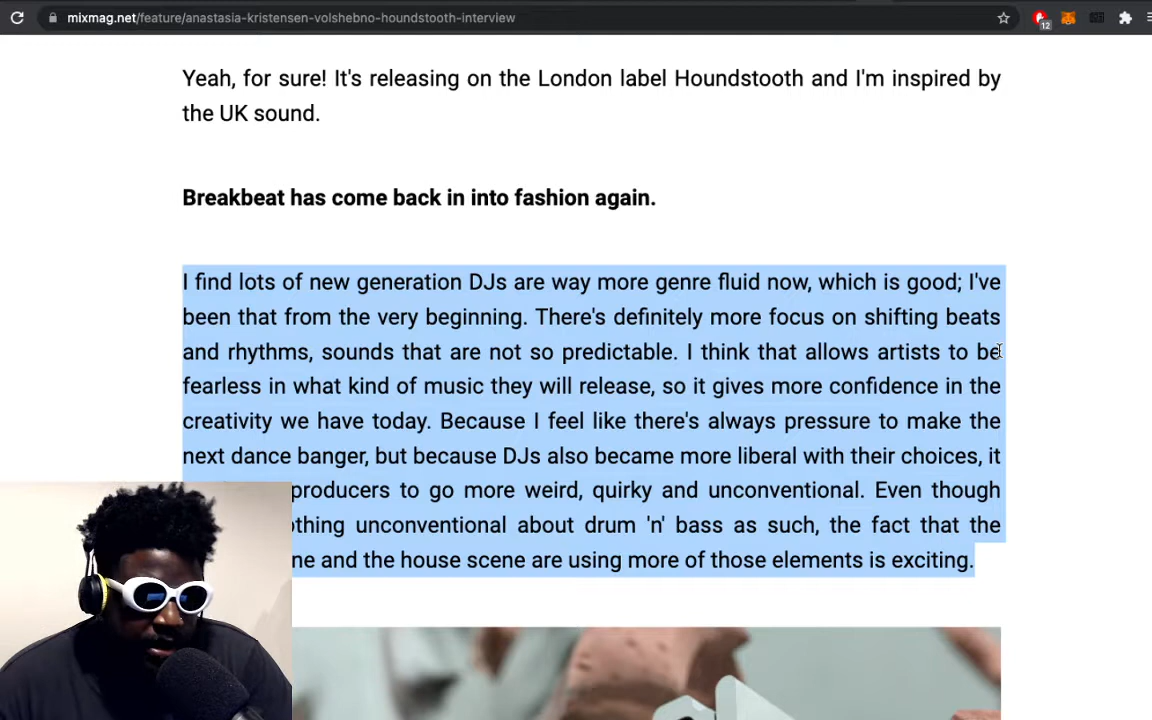 mixmag.net/feature/anastasia-kristensen-volshebno-houndstooth-interview
12
Yeah, for sure! It's releasing on the London label Houndstooth and I'm inspired by
the UK sound.
Breakbeat has come back in into fashion again.
I find lots of new generation DJs are way more genre fluid now, which is good; I've
been that from the very beginning. There's definitely more focus on shifting beats
and rhythms, sounds that are not so predictable. I think that allows artists to be
fearless in what kind of music they will release, so it gives more confidence in the
creativity we have today. Because I feel like there's always pressure to make the
next dance banger, but because DJs also became more liberal with their choices, it
producers to go more weird, quirky and unconventional. Even though
unconventional about drum 'n' bass as such, the fact that the
and the house scene are using more of those elements is exciting.